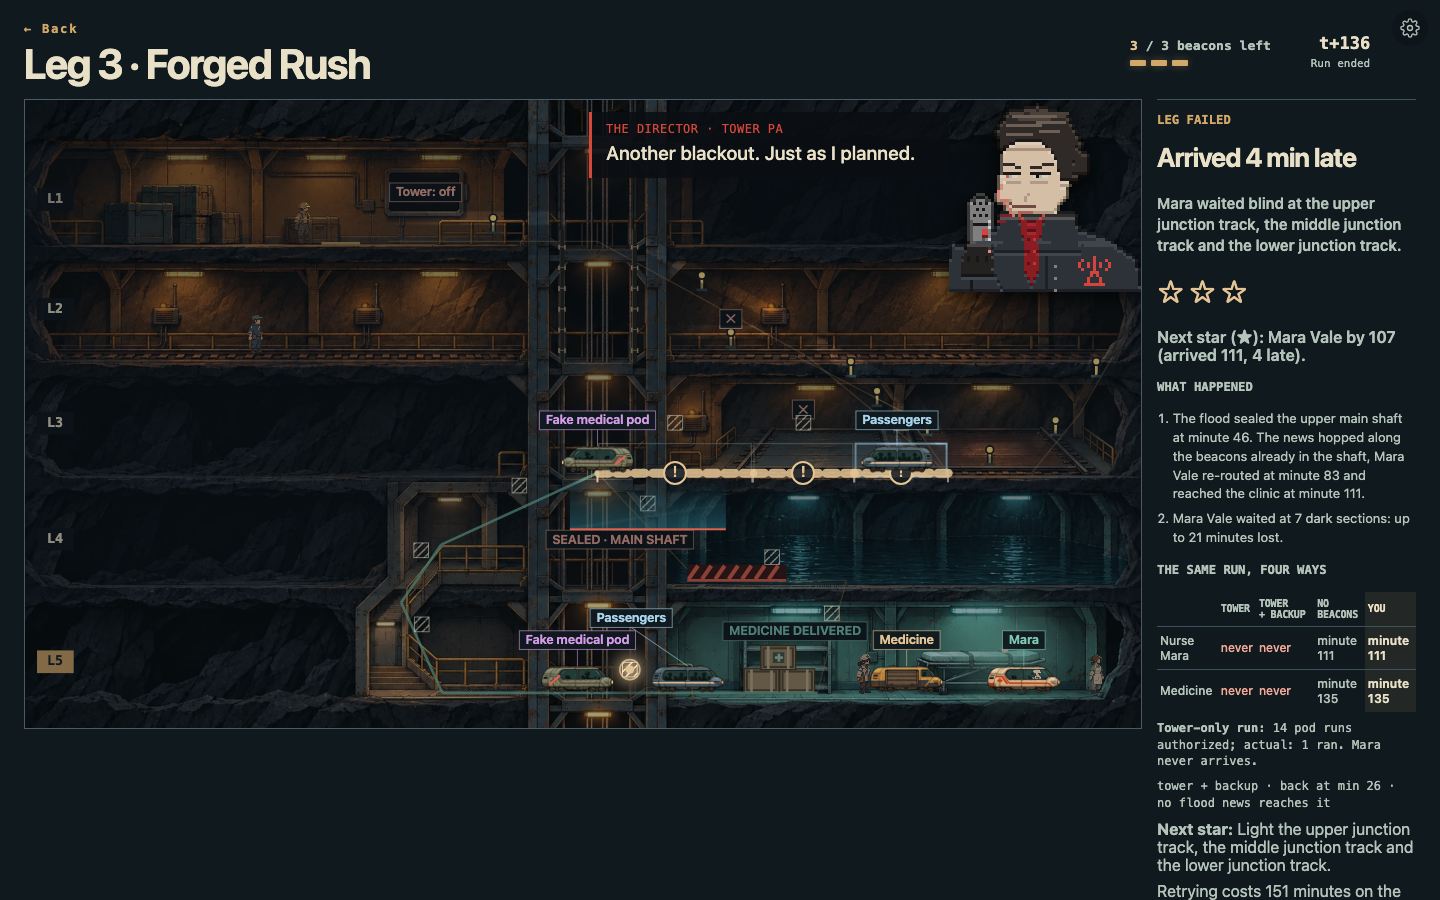 ← Back
Leg 3 · Forged Rush
3 / 3 beacons left
t+136
Run ended
THE DIRECTOR · TOWER PA
Another blackout. Just as I planned.
Tower: off
L1
L2
L3
L4
L5
Fake medical pod
Passengers
SEALED · MAIN SHAFT
Passengers
Fake medical pod
MEDICINE DELIVERED
Medicine
Mara
LEG FAILED
Arrived 4 min late
Mara waited blind at the upper
junction track, the middle junction
track and the lower junction track.
Next star (★): Mara Vale by 107
(arrived 111, 4 late).
WHAT HAPPENED
1. The flood sealed the upper main shaft
at minute 46. The news hopped along
the beacons already in the shaft, Mara
Vale re-routed at minute 83 and
reached the clinic at minute 111.
2. Mara Vale waited at 7 dark sections: up
to 21 minutes lost.
THE SAME RUN, FOUR WAYS
TOWER TOWER + BACKUP NO BEACONS YOU
Nurse Mara never never minute 111 minute 111
Medicine never never minute 135 minute 135
Tower-only run: 14 pod runs
authorized; actual: 1 ran. Mara
never arrives.
tower + backup · back at min 26 ·
no flood news reaches it
Next star: Light the upper junction
track, the middle junction track and
the lower junction track.
Retrying costs 151 minutes on the